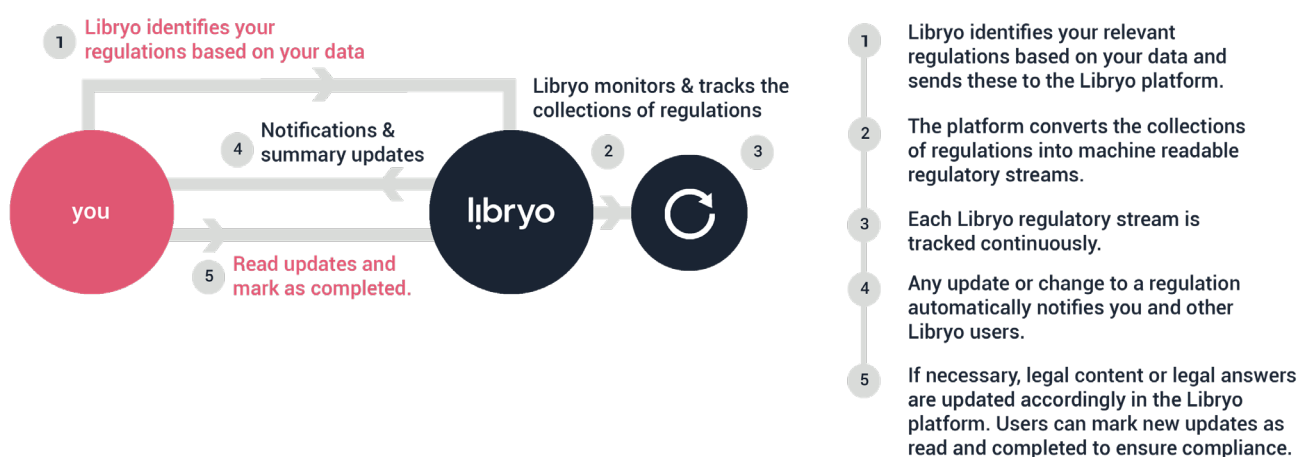 1
Libryo identifies your
regulations based on your data
Libryo monitors & tracks the
collections of regulations
2
3
4
Notifications &
summary updates
you
libryo
5
Read updates and
mark as completed.
1
Libryo identifies your relevant
regulations based on your data and
sends these to the Libryo platform.
2
The platform converts the collections
of regulations into machine readable
regulatory streams.
3
Each Libryo regulatory stream is
tracked continuously.
4
Any update or change to a regulation
automatically notifies you and other
Libryo users.
5
If necessary, legal content or legal answers
are updated accordingly in the Libryo
platform. Users can mark new updates as
read and completed to ensure compliance.